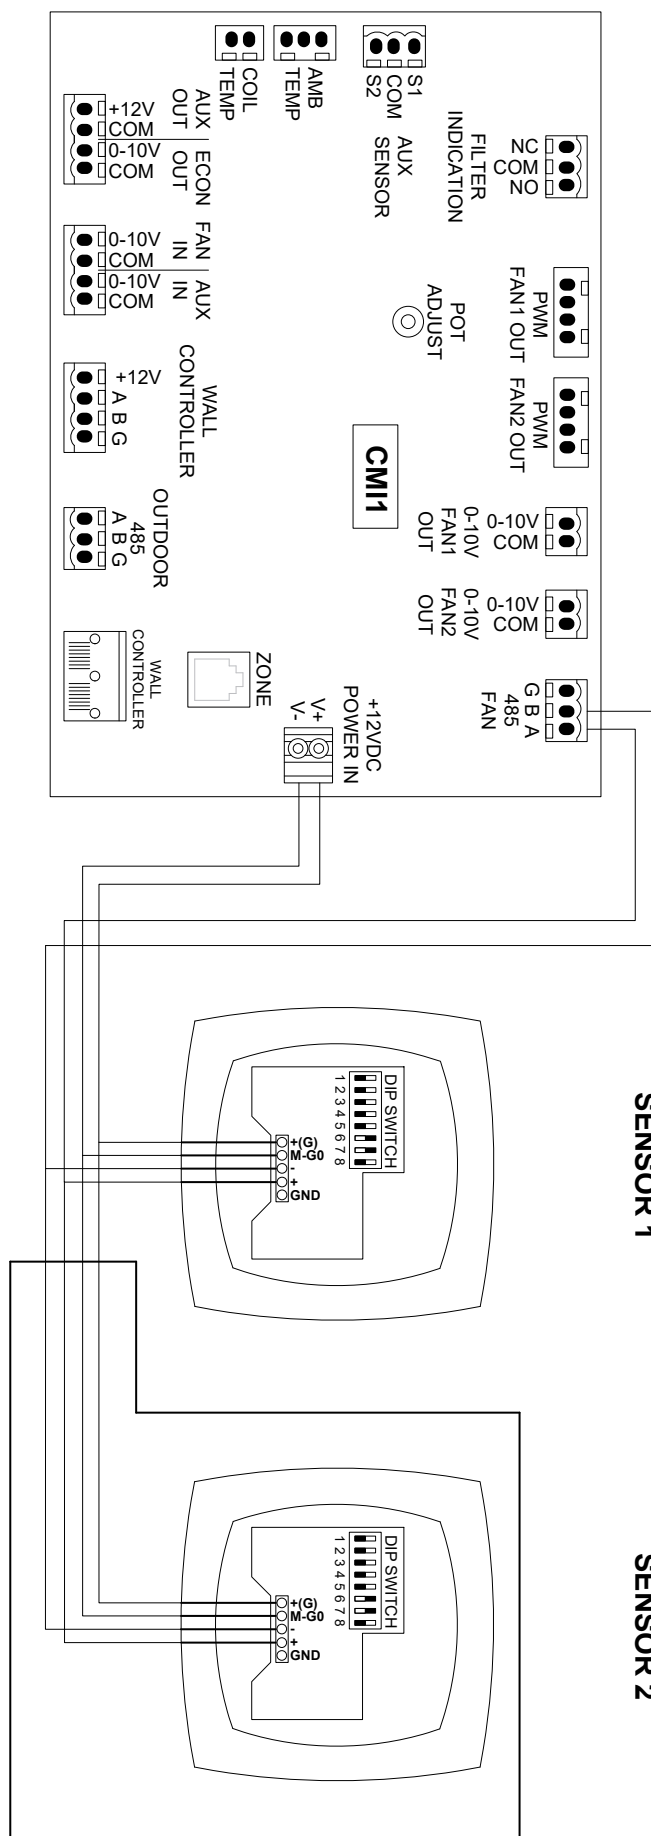 COIL
TEMP
AMB
TEMP
S1
COM
S2
AUX
SENSOR
FILTER
INDICATION
NC
COM
NO
+12V
COM
0-10V
COM
AUX
OUT
ECON
OUT
0-10V
COM
0-10V
COM
FAN
IN
AUX
IN
POT
ADJUST
PWM
FAN1 OUT
PWM
FAN2 OUT
+12V
A
B
G
WALL
CONTROLLER
CMI1
A
B
G
OUTDOOR
485
0-10V
COM
0-10V
FAN1
OUT
0-10V
COM
0-10V
FAN2
OUT
WALL
CONTROLLER
ZONE
+12VDC
POWER IN
V+
V-
G B A
485
FAN
SENSOR 1
DIP SWITCH
1 2 3 4 5 6 7 8
+(G)
M-G0
-
+
GND
SENSOR 2
DIP SWITCH
1 2 3 4 5 6 7 8
+(G)
M-G0
-
+
GND